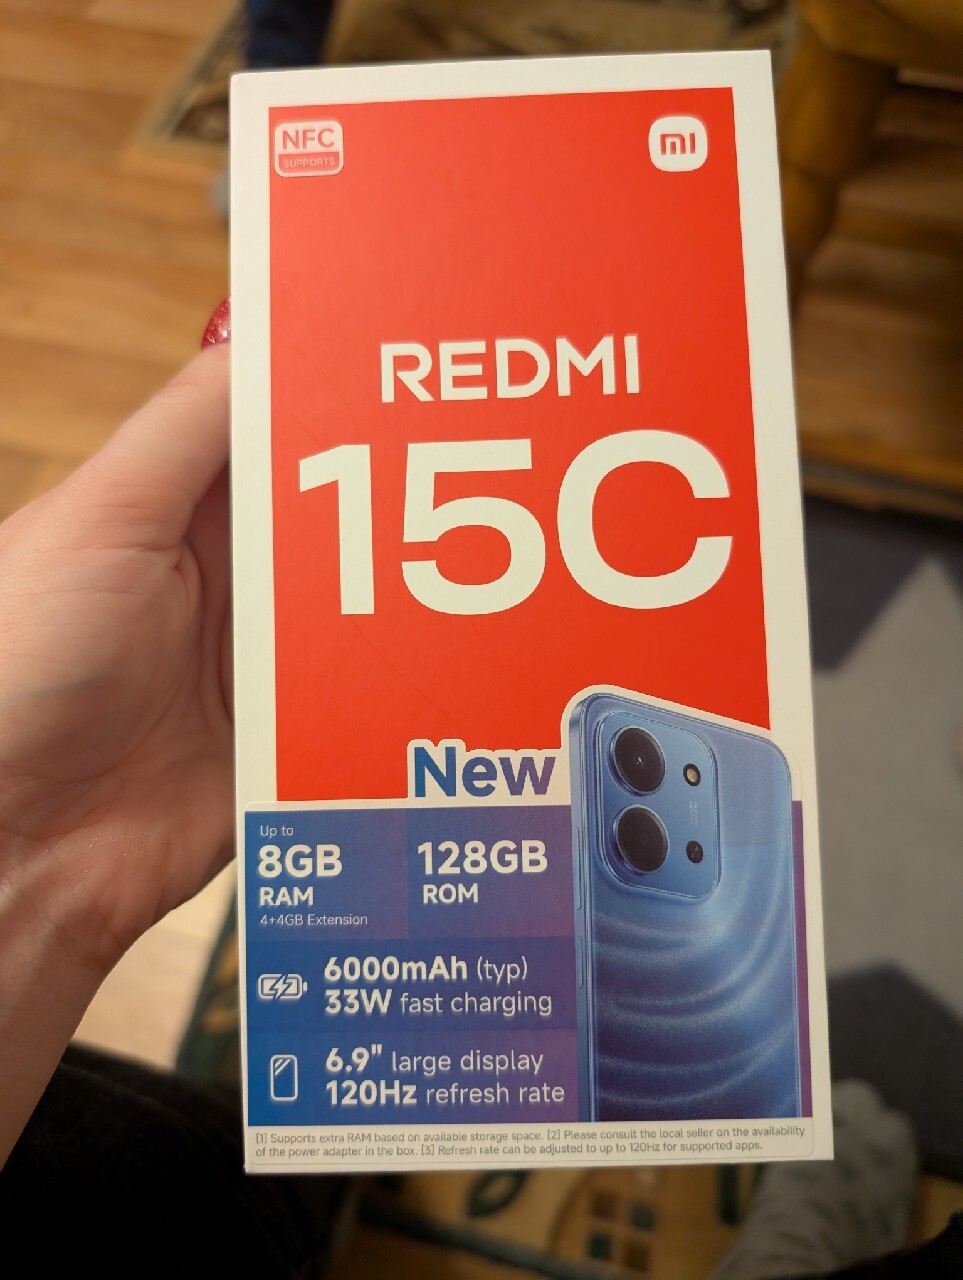 NFC
SUPPORTS
mi
REDMI
15C
New
Up to
8GB
RAM
4+4GB Extension
128GB
ROM
6000mAh (typ)
33W fast charging
6.9" large display
120Hz refresh rate
[1] Supports extra RAM based on available storage space. [2] Please consult the local seller on the availability
of the power adapter in the box. [3] Refresh rate can be adjusted to up to 120Hz for supported apps.